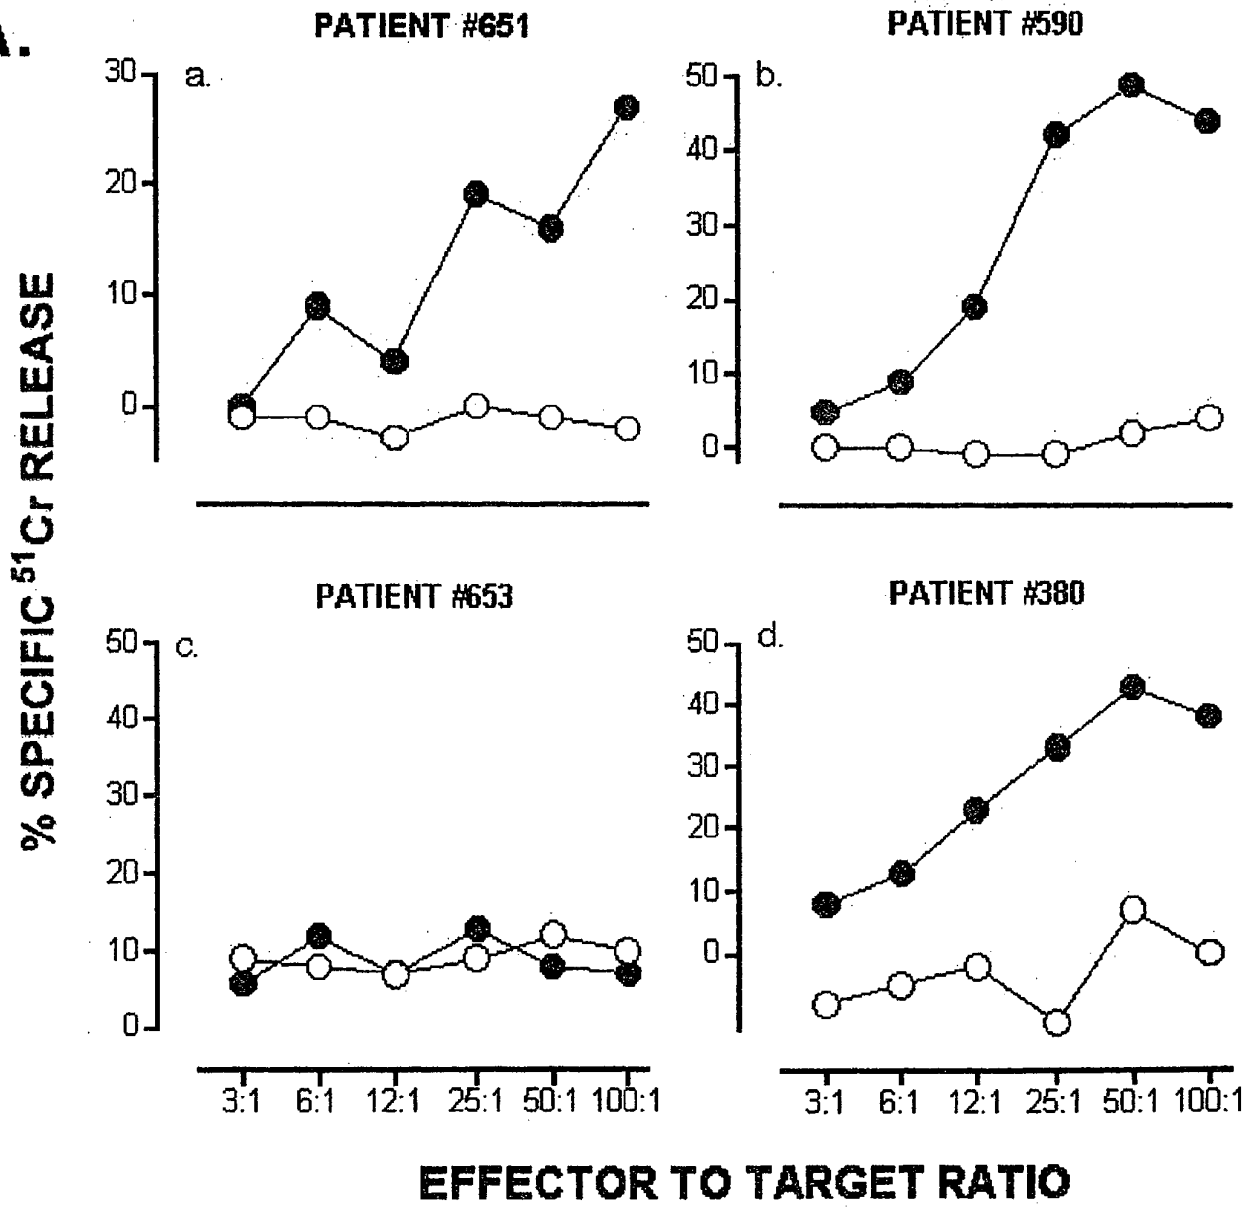 A.
PATIENT #651
PATIENT #590
a.
30
20
10
0
b.
50
40
30
20
10
0
% SPECIFIC ⁵¹Cr RELEASE
PATIENT #653
PATIENT #380
c.
50
40
30
20
10
0
d.
50
40
30
20
10
0
3:1 6:1 12:1 25:1 50:1 100:1
3:1 6:1 12:1 25:1 50:1 100:1
EFFECTOR TO TARGET RATIO